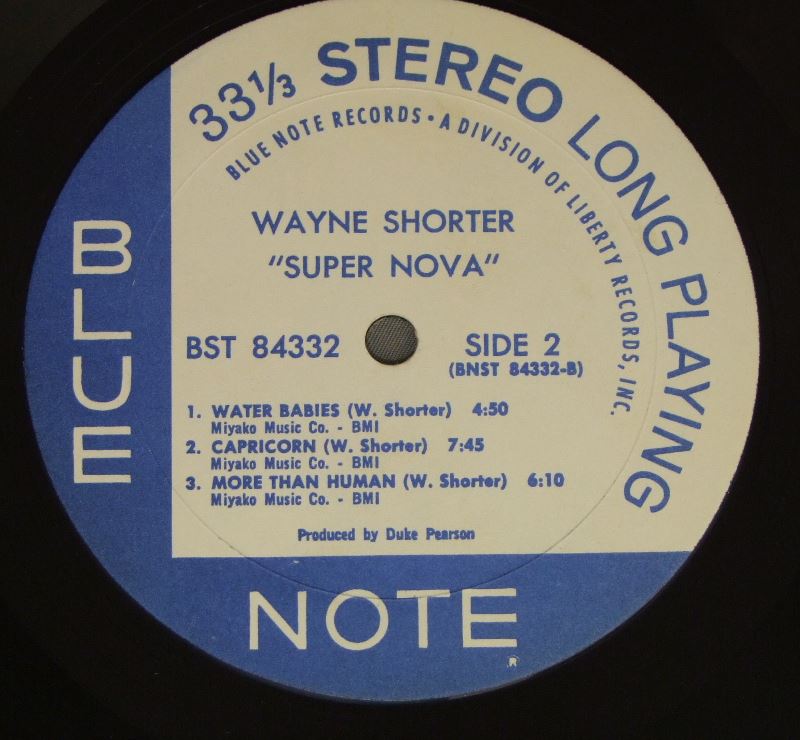 33⅓ STEREO LONG PLAYING
BLUE NOTE RECORDS • A DIVISION OF LIBERTY RECORDS, INC.
WAYNE SHORTER
"SUPER NOVA"
BST 84332 SIDE 2
(BNST 84332-B)
1. WATER BABIES (W. Shorter) 4:50
Miyako Music Co. - BMI
2. CAPRICORN (W. Shorter) 7:45
Miyako Music Co. - BMI
3. MORE THAN HUMAN (W. Shorter) 6:10
Miyako Music Co. - BMI
Produced by Duke Pearson
BLUE
NOTE
®